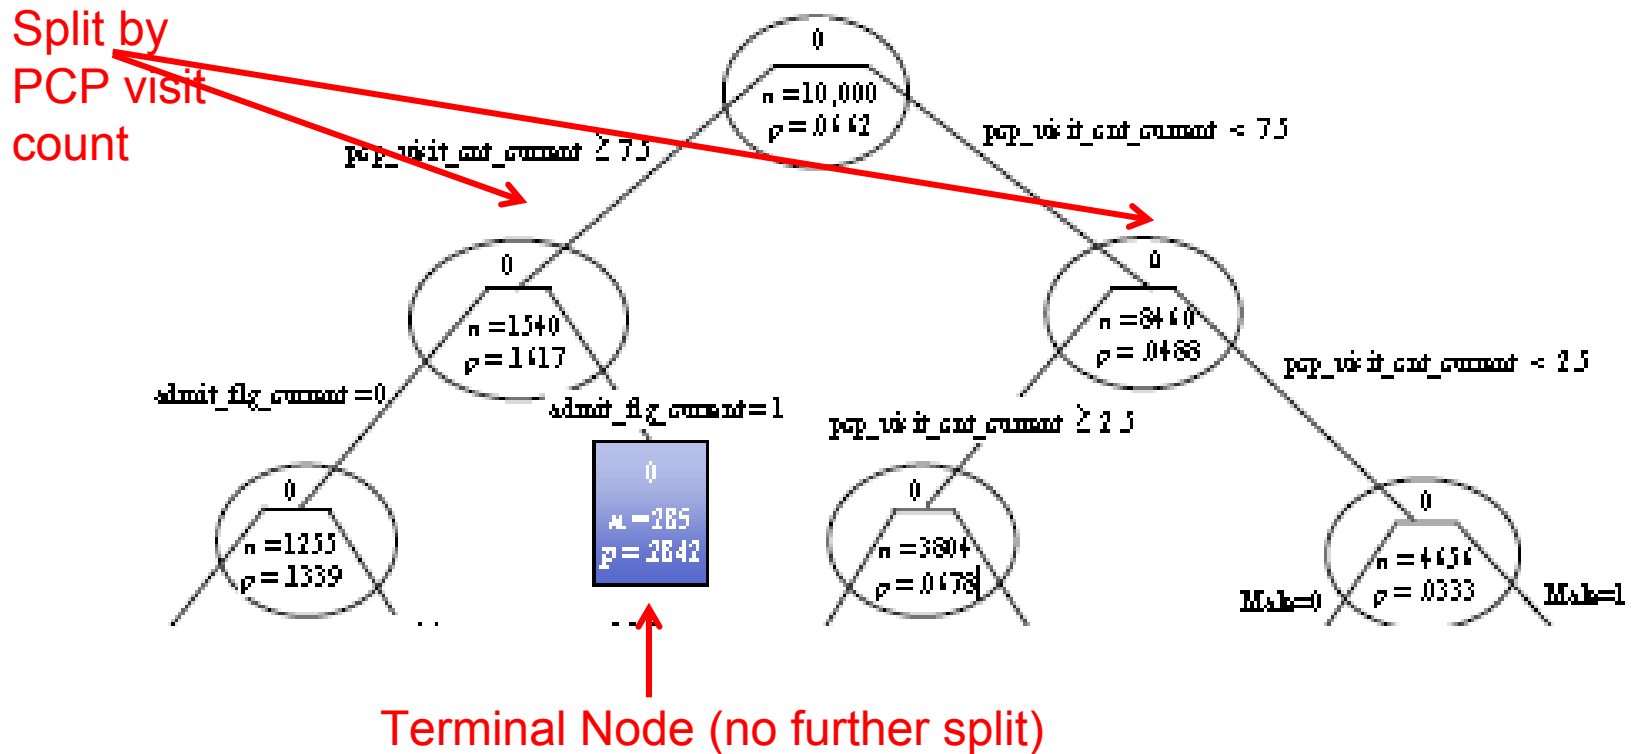 Split by
PCP visit
count
0
n =10,000
p =.0662
pcp_visit_cnt_current ≥ 7.5
pcp_visit_cnt_current < 7.5
0
n =1540
p =.1617
0
n =8460
p =.0488
admit_flg_current =0
admit_flg_current =1
pcp_visit_cnt_current ≥ 2.5
pcp_visit_cnt_current < 2.5
0
n =1255
p =.1339
0
n =285
p =.2842
0
n =3804
p =.0678
0
n =4656
p =.0333
Male=0
Male=1
Terminal Node (no further split)